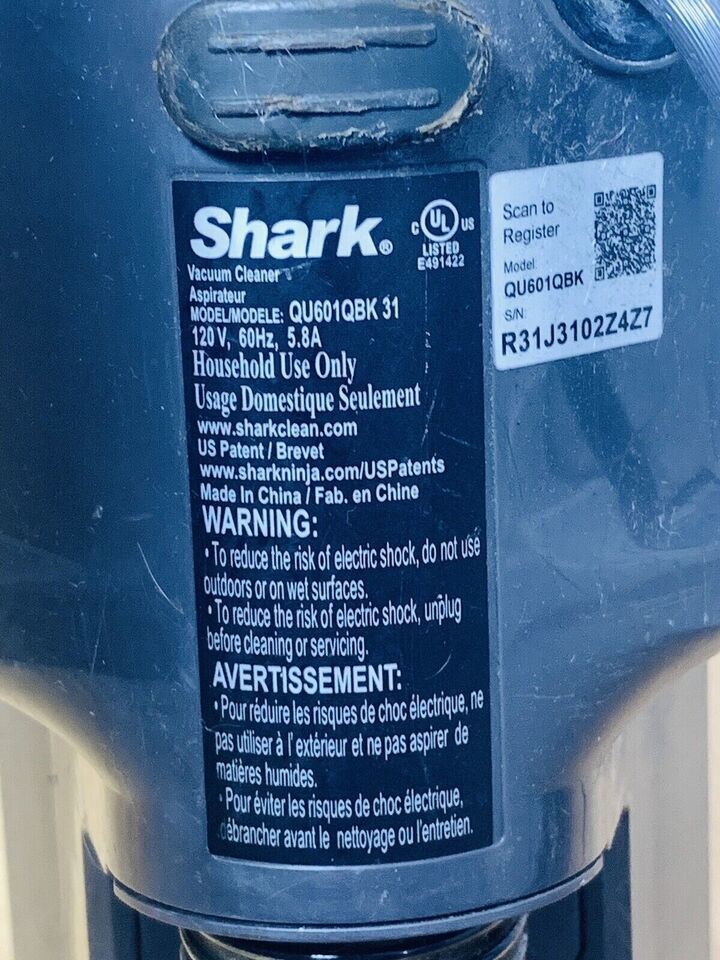 Shark®
C UL US
LISTED
E491422
Vacuum Cleaner
Aspirateur
MODEL/MODELE: QU601QBK 31
120 V, 60Hz, 5.8A
Household Use Only
Usage Domestique Seulement
www.sharkclean.com
US Patent / Brevet
www.sharkninja.com/USPatents
Made In China / Fab. en Chine
WARNING:
• To reduce the risk of electric shock, do not use
outdoors or on wet surfaces.
• To reduce the risk of electric shock, unplug
before cleaning or servicing.
AVERTISSEMENT:
• Pour réduire les risques de choc électrique, ne
pas utiliser à l'extérieur et ne pas aspirer de
matières humides.
• Pour éviter les risques de choc électrique,
débrancher avant le nettoyage ou l'entretien.
Scan to
Register
Model
QU601QBK
S/N:
R31J3102Z4Z7